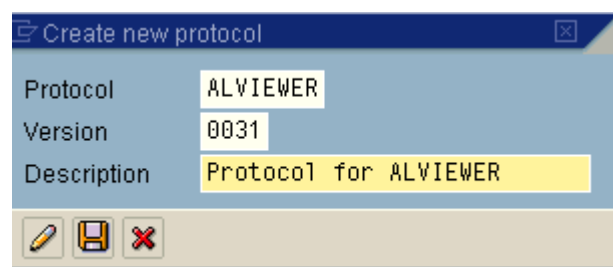 Create new protocol
Protocol ALVIEWER
Version 0031
Description Protocol for ALVIEWER